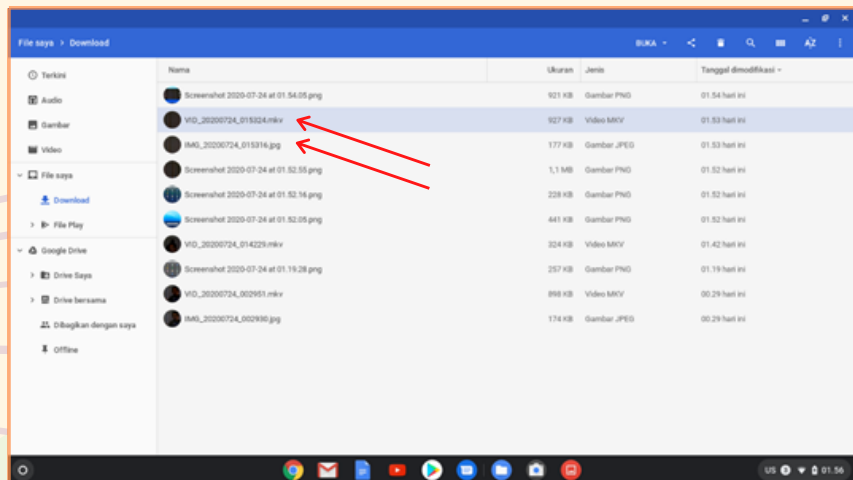 File saya > Download
BUKA
AZ
Nama Ukuran Jenis Tanggal dimodifikasi
Terkini
Audio
Gambar
Video
File saya
Download
File Play
Google Drive
Drive Saya
Drive bersama
Dibagikan dengan saya
Offline
Screenshot 2020-07-24 at 01.54.05.png 921 KB Gambar PNG 01.54 hari ini
VID_20200724_015324.mkv 927 KB Video MKV 01.53 hari ini
IMG_20200724_015316.jpg 177 KB Gambar JPEG 01.53 hari ini
Screenshot 2020-07-24 at 01.52.55.png 1,1 MB Gambar PNG 01.52 hari ini
Screenshot 2020-07-24 at 01.52.16.png 228 KB Gambar PNG 01.52 hari ini
Screenshot 2020-07-24 at 01.52.05.png 441 KB Gambar PNG 01.52 hari ini
VID_20200724_014229.mkv 324 KB Video MKV 01.42 hari ini
Screenshot 2020-07-24 at 01.19.28.png 257 KB Gambar PNG 01.19 hari ini
VID_20200724_002951.mkv 898 KB Video MKV 00.29 hari ini
IMG_20200724_002930.jpg 174 KB Gambar JPEG 00.29 hari ini
US 01.56